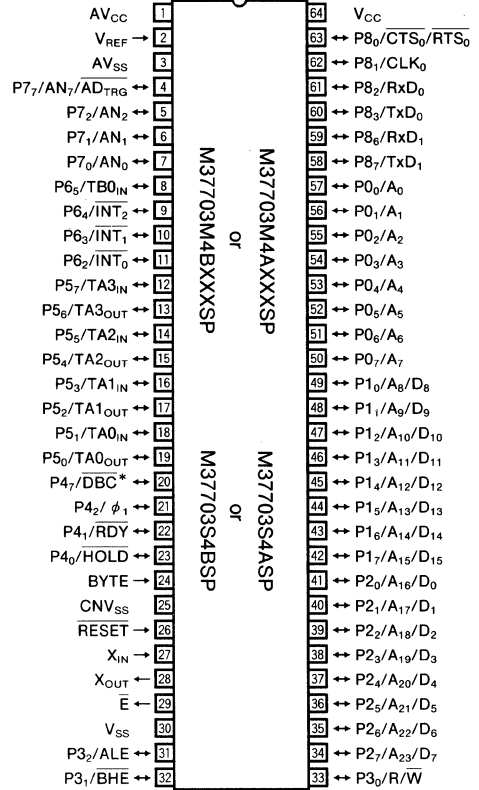 AVCC 1
VREF → 2
AVSS 3
P77/AN7/ADTRG ↔ 4
P72/AN2 ↔ 5
P71/AN1 ↔ 6
P70/AN0 ↔ 7
P65/TB0IN ↔ 8
P64/INT2 ↔ 9
P63/INT1 ↔ 10
P62/INT0 ↔ 11
P57/TA3IN ↔ 12
P56/TA3OUT ↔ 13
P55/TA2IN ↔ 14
P54/TA2OUT ↔ 15
P53/TA1IN ↔ 16
P52/TA1OUT ↔ 17
P51/TA0IN ↔ 18
P50/TA0OUT ↔ 19
P47/DBC* ↔ 20
P42/ϕ1 ↔ 21
P41/RDY ↔ 22
P40/HOLD ↔ 23
BYTE → 24
CNVSS 25
RESET → 26
XIN → 27
XOUT ← 28
E ← 29
VSS 30
P32/ALE ↔ 31
P31/BHE ↔ 32
M37703M4AXXXSP
or
M37703M4BXXXSP
M37703S4ASP
or
M37703S4BSP
64 VCC
63 ↔ P80/CTS0/RTS0
62 ↔ P81/CLK0
61 ↔ P82/RxD0
60 ↔ P83/TxD0
59 ↔ P86/RxD1
58 ↔ P87/TxD1
57 ↔ P00/A0
56 ↔ P01/A1
55 ↔ P02/A2
54 ↔ P03/A3
53 ↔ P04/A4
52 ↔ P05/A5
51 ↔ P06/A6
50 ↔ P07/A7
49 ↔ P10/A8/D8
48 ↔ P11/A9/D9
47 ↔ P12/A10/D10
46 ↔ P13/A11/D11
45 ↔ P14/A12/D12
44 ↔ P15/A13/D13
43 ↔ P16/A14/D14
42 ↔ P17/A15/D15
41 ↔ P20/A16/D0
40 ↔ P21/A17/D1
39 ↔ P22/A18/D2
38 ↔ P23/A19/D3
37 ↔ P24/A20/D4
36 ↔ P25/A21/D5
35 ↔ P26/A22/D6
34 ↔ P27/A23/D7
33 ↔ P30/R/W